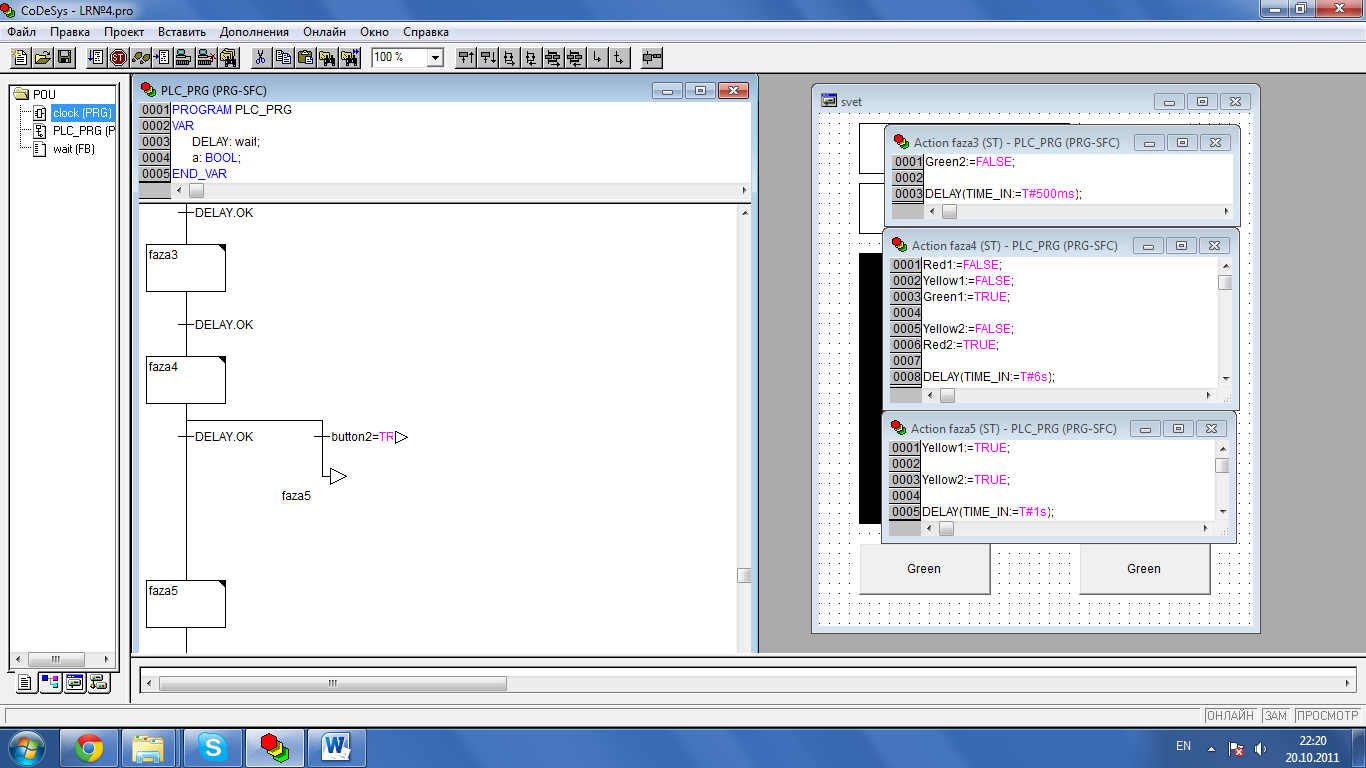 CoDeSys - LRNº4.pro
Файл Правка Проект Вставить Дополнения Онлайн Окно Справка
100 %
POU
clock (PRG)
PLC_PRG (P
wait (FB)
PLC_PRG (PRG-SFC)
0001 PROGRAM PLC_PRG
0002 VAR
0003 DELAY: wait;
0004 a: BOOL;
0005 END_VAR
DELAY.OK
faza3
DELAY.OK
faza4
DELAY.OK
button2=TR
faza5
faza5
svet
Action faza3 (ST) - PLC_PRG (PRG-SFC)
0001 Green2:=FALSE;
0002
0003 DELAY(TIME_IN:=T#500ms);
Action faza4 (ST) - PLC_PRG (PRG-SFC)
0001 Red1:=FALSE;
0002 Yellow1:=FALSE;
0003 Green1:=TRUE;
0004
0005 Yellow2:=FALSE;
0006 Red2:=TRUE;
0007
0008 DELAY(TIME_IN:=T#6s);
Action faza5 (ST) - PLC_PRG (PRG-SFC)
0001 Yellow1:=TRUE;
0002
0003 Yellow2:=TRUE;
0004
0005 DELAY(TIME_IN:=T#1s);
Green
Green
ОНЛАЙН ЗАМ ПРОСМОТР
EN
22:20
20.10.2011